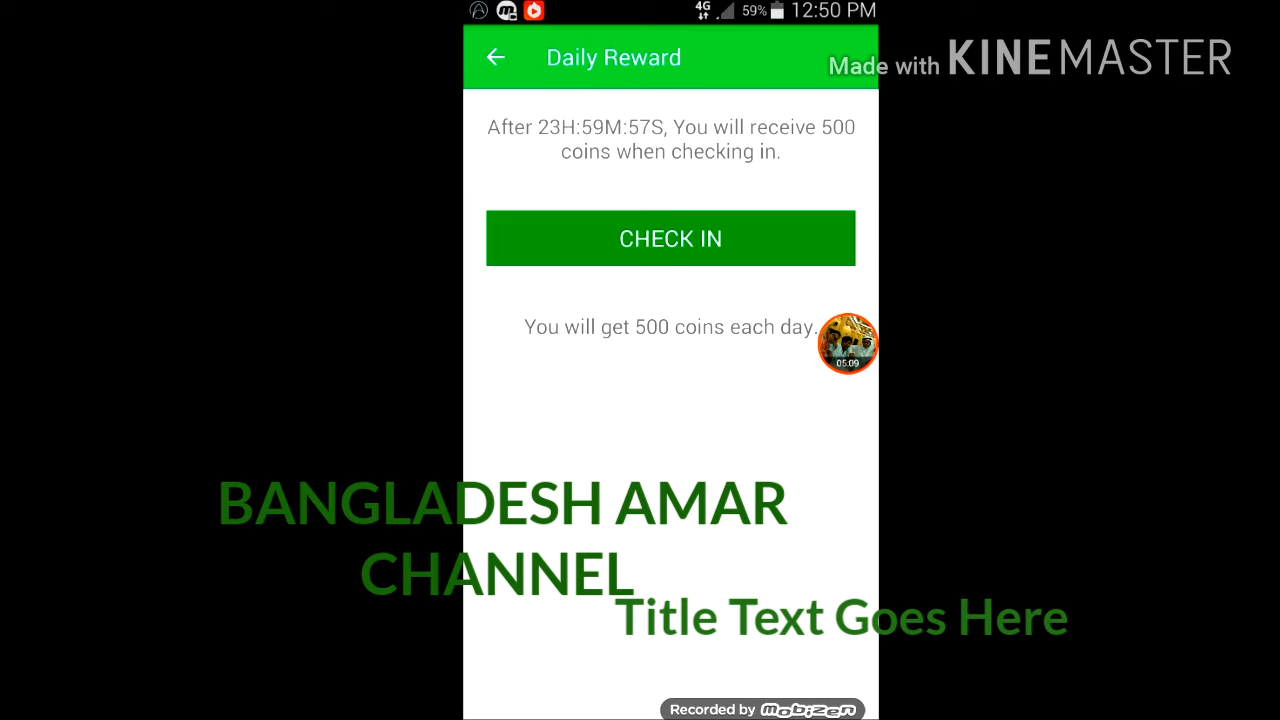 4G 59% 12:50 PM
Daily Reward
Made with KINEMASTER
After 23H:59M:57S, You will receive 500
coins when checking in.
CHECK IN
You will get 500 coins each day.
05:09
BANGLADESH AMAR
CHANNEL
Title Text Goes Here
Recorded by mobizen